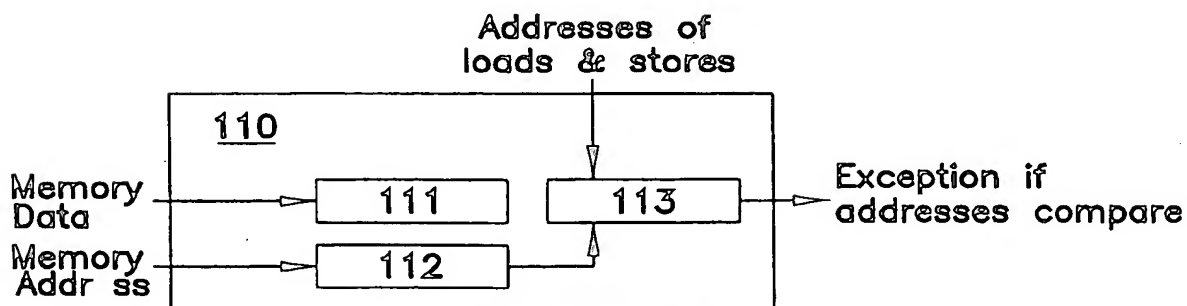 Addresses of
loads & stores
110
Memory
Data
111
113
Exception if
addresses compare
Memory
Addr ss
112